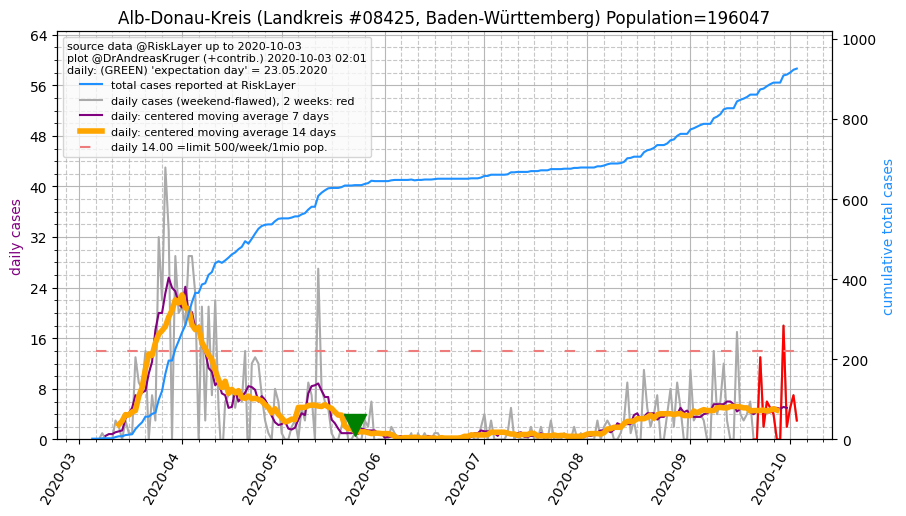 Alb-Donau-Kreis (Landkreis #08425, Baden-Württemberg) Population=196047
source data @RiskLayer up to 2020-10-03
plot @DrAndreasKruger (+contrib.) 2020-10-03 02:01
daily: (GREEN) 'expectation day' = 23.05.2020
total cases reported at RiskLayer
daily cases (weekend-flawed), 2 weeks: red
daily: centered moving average 7 days
daily: centered moving average 14 days
daily 14.00 =limit 500/week/1mio pop.
daily cases
64
56
48
40
32
24
16
8
0
cumulative total cases
1000
800
600
400
200
0
2020-03
2020-04
2020-05
2020-06
2020-07
2020-08
2020-09
2020-10